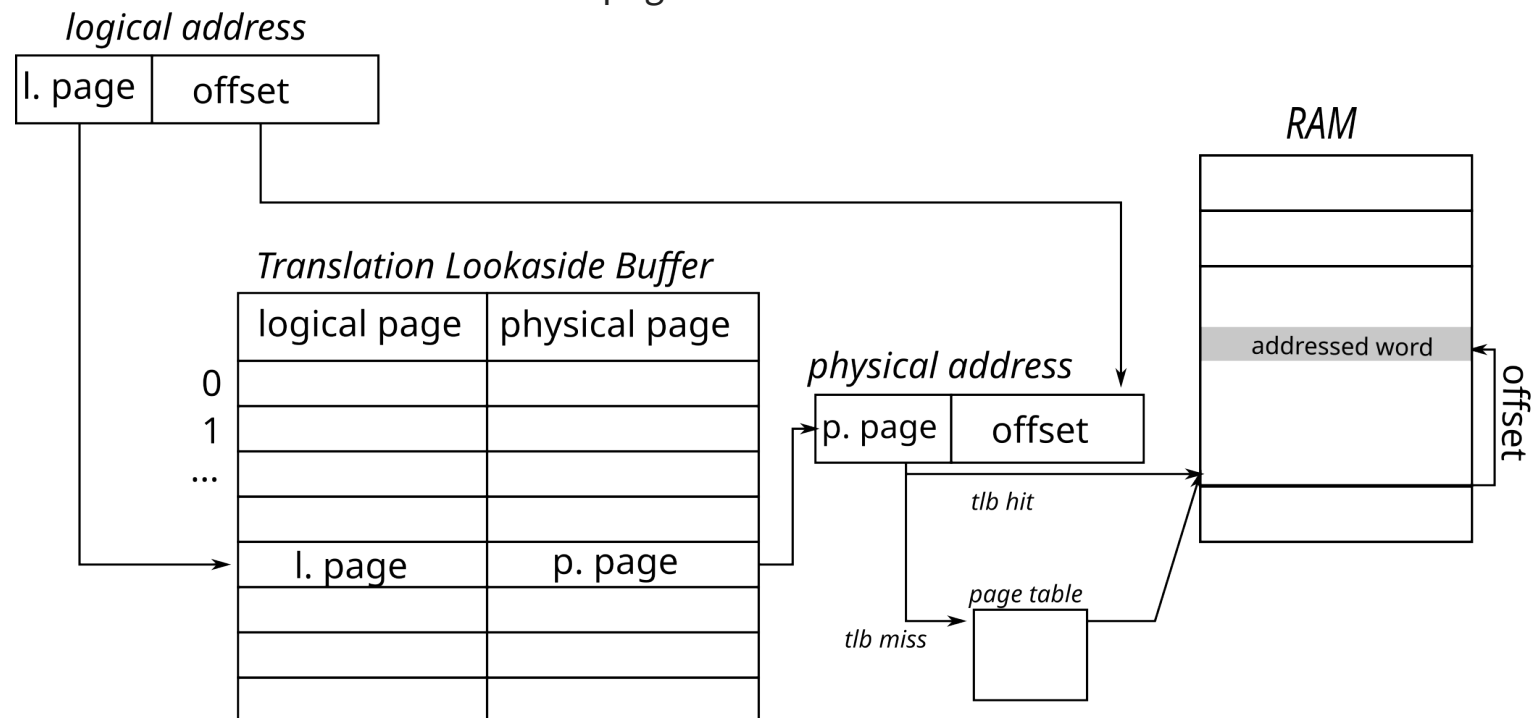 logical address
l. page offset
RAM
Translation Lookaside Buffer
logical page physical page
addressed word
offset
physical address
0
p. page offset
1
...
tlb hit
l. page p. page
page table
tlb miss